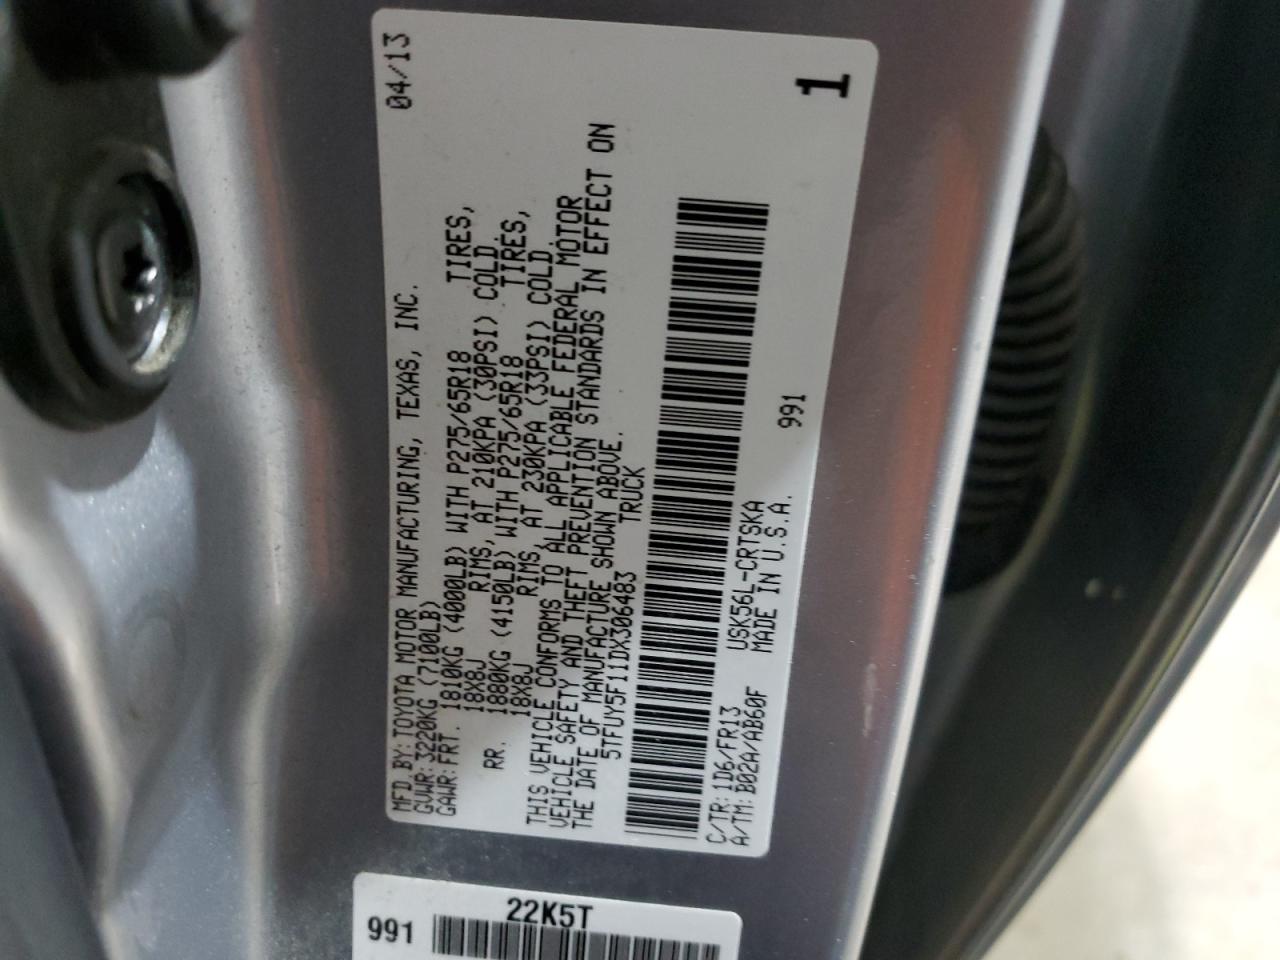 MFD.BY:TOYOTA MOTOR MANUFACTURING, TEXAS, INC. 04/13
GVWR:3220KG (7100LB)
GAWR:FRT. 1810KG (4000LB) WITH P275/65R18 TIRES,
18X8J RIMS, AT 210KPA (30PSI) COLD
RR. 1880KG (4150LB) WITH P275/65R18 TIRES,
18X8J RIMS, AT 230KPA (33PSI) COLD.
THIS VEHICLE CONFORMS TO ALL APPLICABLE FEDERAL MOTOR
VEHICLE SAFETY AND THEFT PREVENTION STANDARDS IN EFFECT ON
THE DATE OF MANUFACTURE SHOWN ABOVE.
5TFUY5F11DX306483 TRUCK
C/TR:1D6/FR13 USK56L-CRTSKA 991
A/TM:B02A/AB60F MADE IN U.S.A.
1
22K5T
991